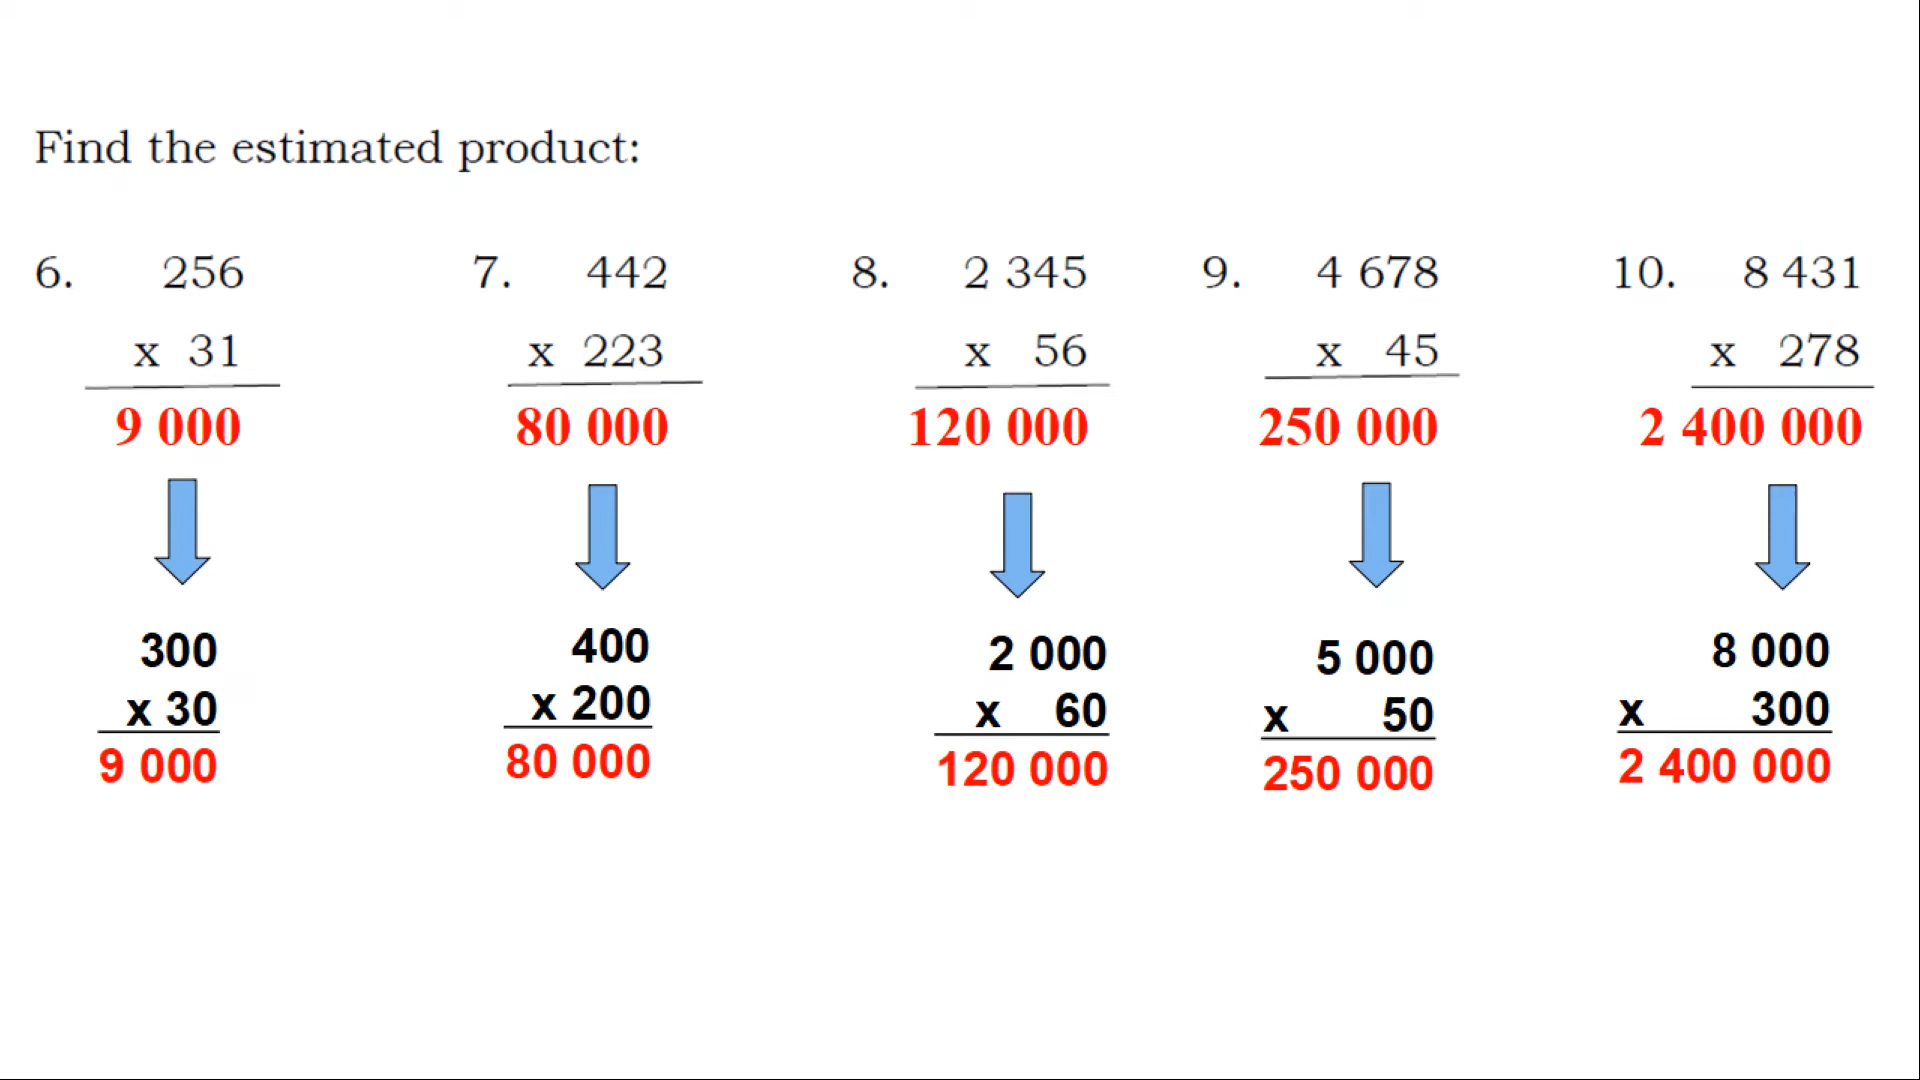 Find the estimated product:
6. 256 7. 442 8. 2 345 9. 4 678 10. 8 431
x 31 x 223 x 56 x 45 x 278
9 000 80 000 120 000 250 000 2 400 000
300 400 2 000 5 000 8 000
x 30 x 200 x 60 x 50 x 300
9 000 80 000 120 000 250 000 2 400 000